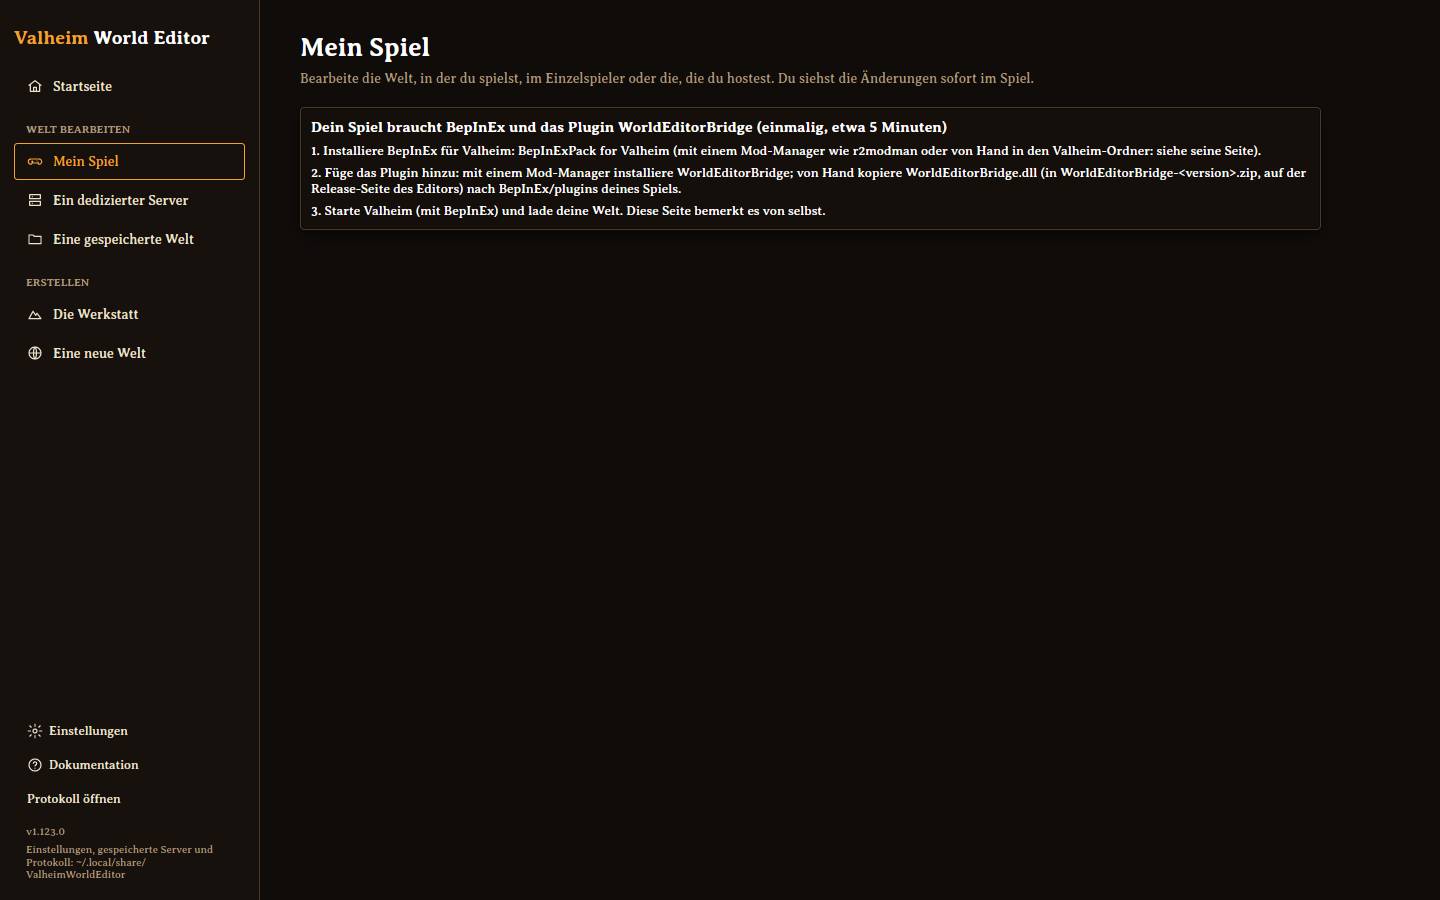 Valheim World Editor
Startseite
WELT BEARBEITEN
Mein Spiel
Ein dedizierter Server
Eine gespeicherte Welt
ERSTELLEN
Die Werkstatt
Eine neue Welt
Einstellungen
Dokumentation
Protokoll öffnen
v1.123.0
Einstellungen, gespeicherte Server und
Protokoll: ~/.local/share/
ValheimWorldEditor
Mein Spiel
Bearbeite die Welt, in der du spielst, im Einzelspieler oder die, die du hostest. Du siehst die Änderungen sofort im Spiel.
Dein Spiel braucht BepInEx und das Plugin WorldEditorBridge (einmalig, etwa 5 Minuten)
1. Installiere BepInEx für Valheim: BepInExPack for Valheim (mit einem Mod-Manager wie r2modman oder von Hand in den Valheim-Ordner: siehe seine Seite).
2. Füge das Plugin hinzu: mit einem Mod-Manager installiere WorldEditorBridge; von Hand kopiere WorldEditorBridge.dll (in WorldEditorBridge-<version>.zip, auf der
Release-Seite des Editors) nach BepInEx/plugins deines Spiels.
3. Starte Valheim (mit BepInEx) und lade deine Welt. Diese Seite bemerkt es von selbst.